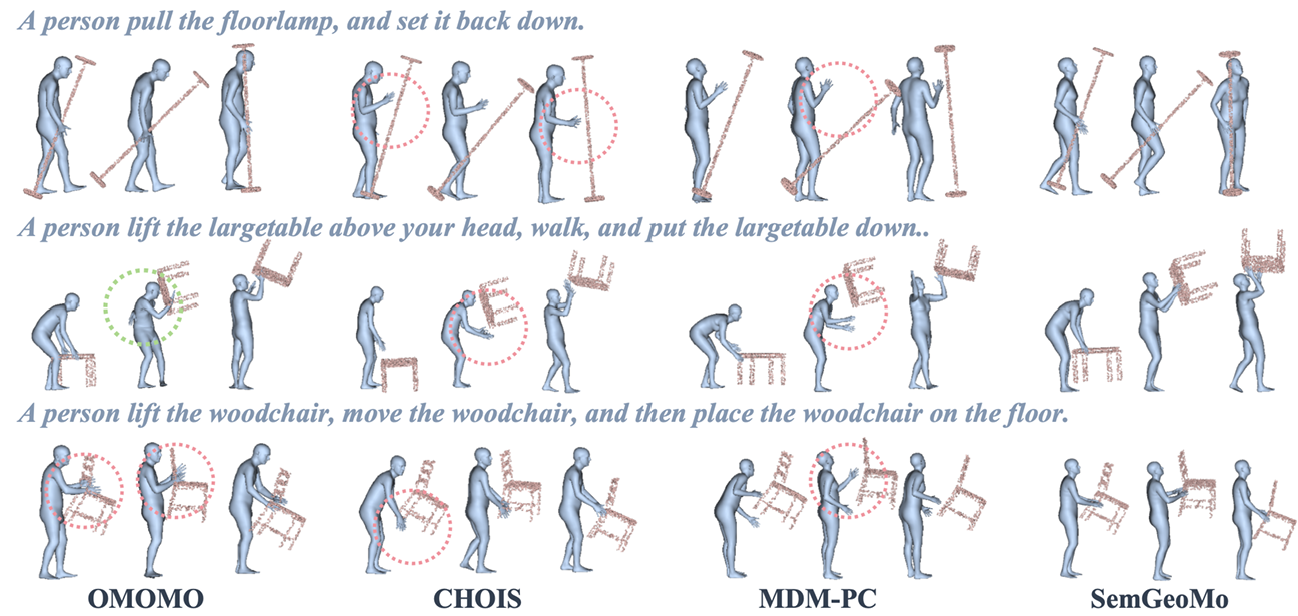 A person pull the floorlamp, and set it back down.
A person lift the largetable above your head, walk, and put the largetable down..
A person lift the woodchair, move the woodchair, and then place the woodchair on the floor.
OMOMO CHOIS MDM-PC SemGeoMo